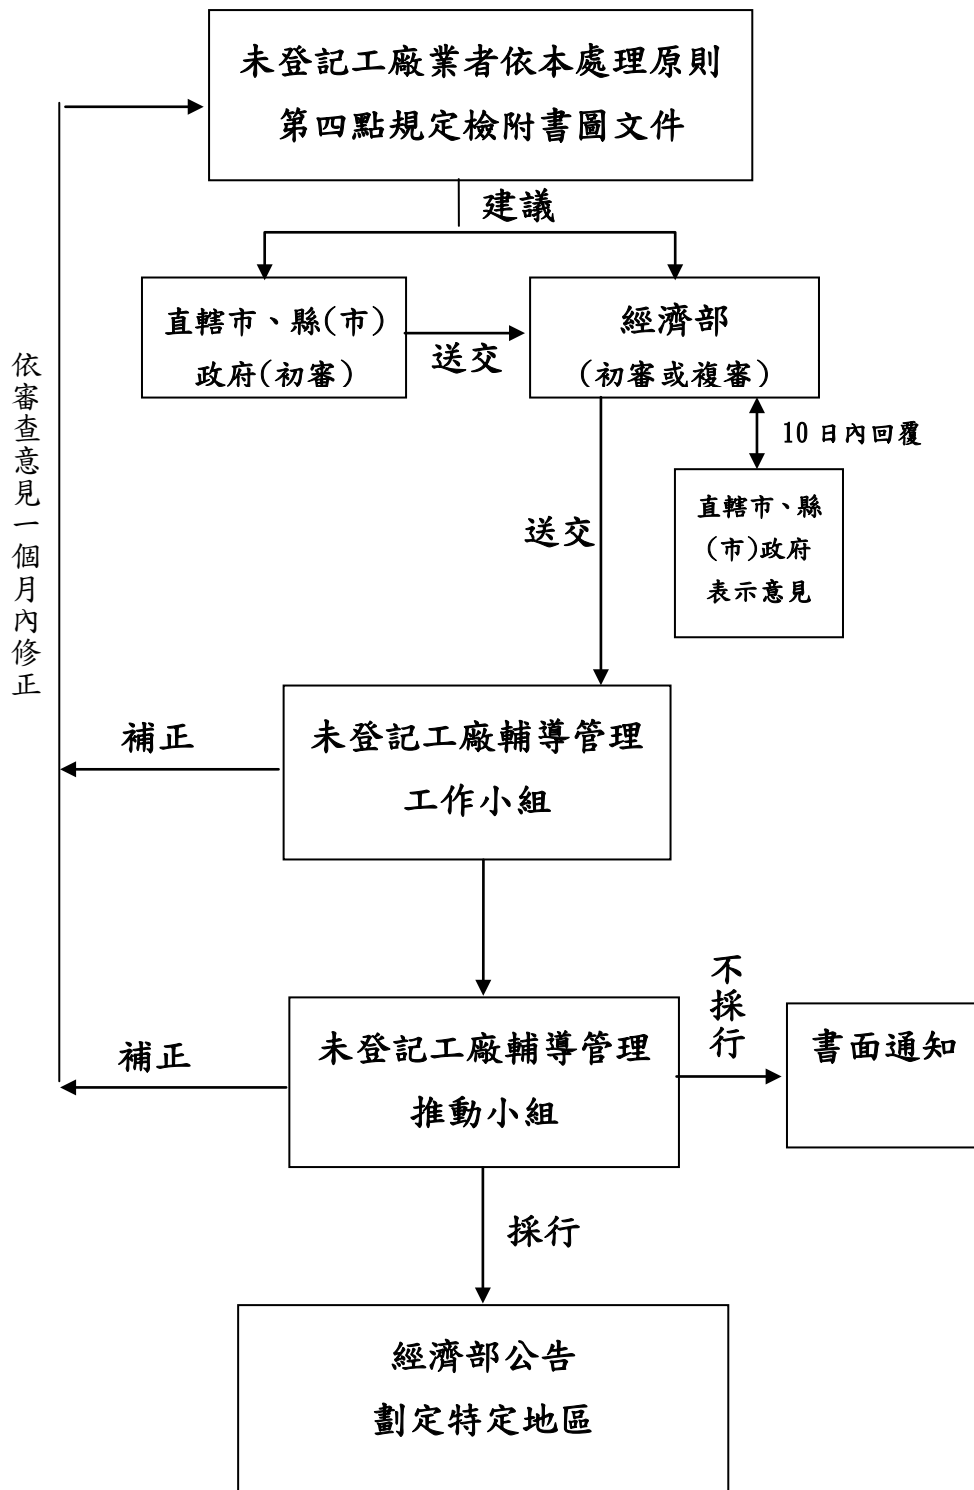 未登記工廠業者依本處理原則
第四點規定檢附書圖文件
建議
直轄市、縣(市)
政府(初審)
送交
經濟部
(初審或複審)
10 日內回覆
直轄市、縣
(市)政府
表示意見
送交
依審查意見一個月內修正
補正
未登記工廠輔導管理
工作小組
補正
未登記工廠輔導管理
推動小組
不採行
書面通知
採行
經濟部公告
劃定特定地區